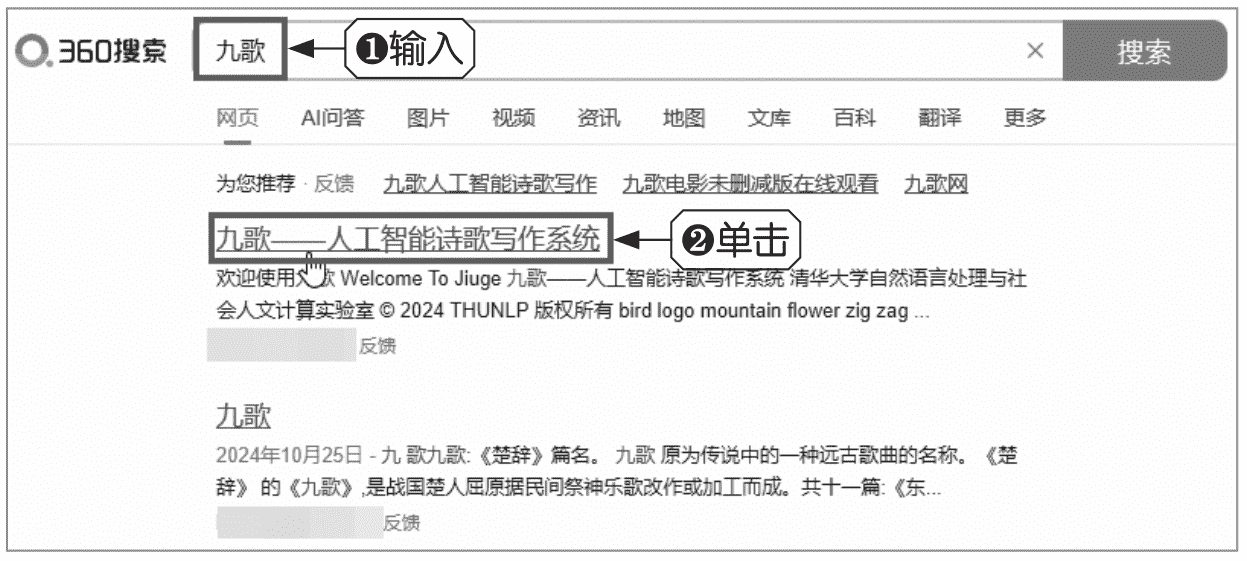 360搜索 九歌 ❶输入 × 搜索
网页 AI问答 图片 视频 资讯 地图 文库 百科 翻译 更多
为您推荐 · 反馈 九歌人工智能诗歌写作 九歌电影未删减版在线观看 九歌网
九歌——人工智能诗歌写作系统 ❷单击
欢迎使用九歌 Welcome To Jiuge 九歌——人工智能诗歌写作系统 清华大学自然语言处理与社
会人文计算实验室 © 2024 THUNLP 版权所有 bird logo mountain flower zig zag ...
反馈
九歌
2024年10月25日 - 九 歌九歌:《楚辞》篇名。 九歌 原为传说中的一种远古歌曲的名称。《楚
辞》 的《九歌》,是战国楚人屈原据民间祭神乐歌改作或加工而成。共十一篇:《东...
反馈